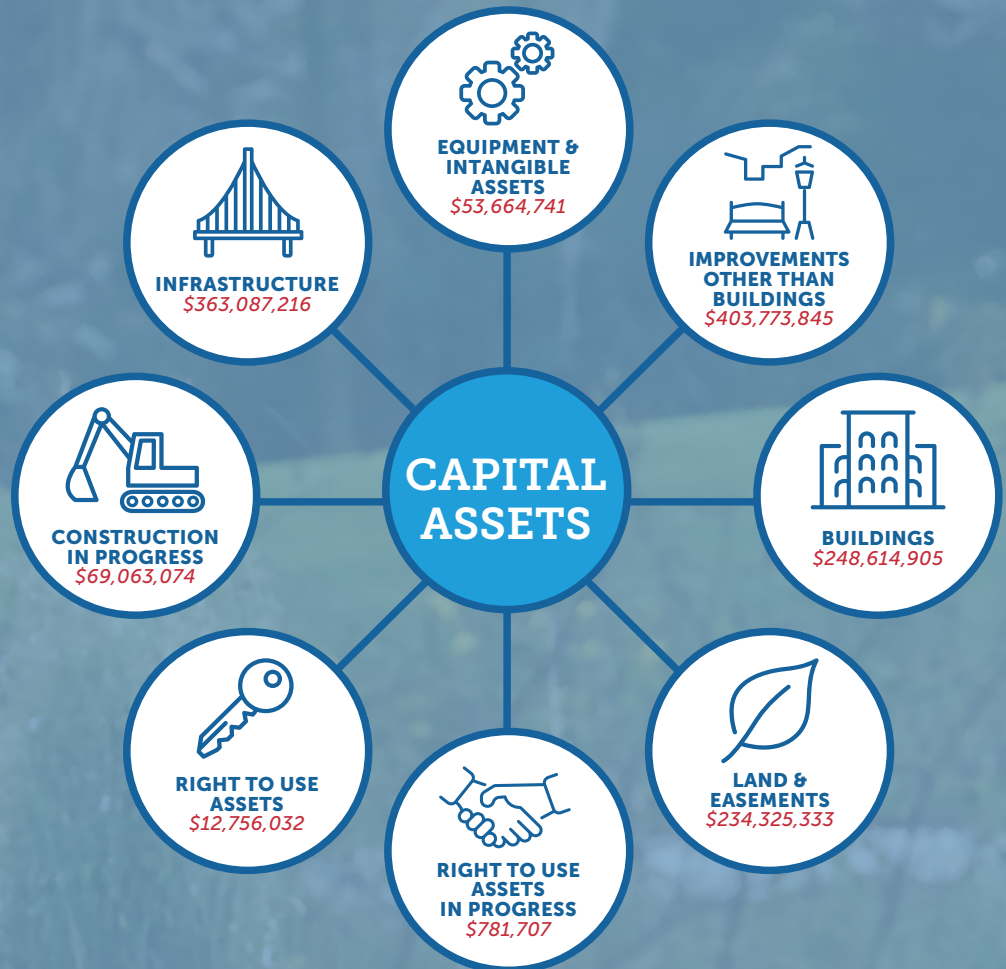 EQUIPMENT &
INTANGIBLE
ASSETS
$53,664,741
INFRASTRUCTURE
$363,087,216
IMPROVEMENTS
OTHER THAN
BUILDINGS
$403,773,845
CAPITAL
ASSETS
CONSTRUCTION
IN PROGRESS
$69,063,074
BUILDINGS
$248,614,905
RIGHT TO USE
ASSETS
$12,756,032
LAND &
EASEMENTS
$234,325,333
RIGHT TO USE
ASSETS
IN PROGRESS
$781,707